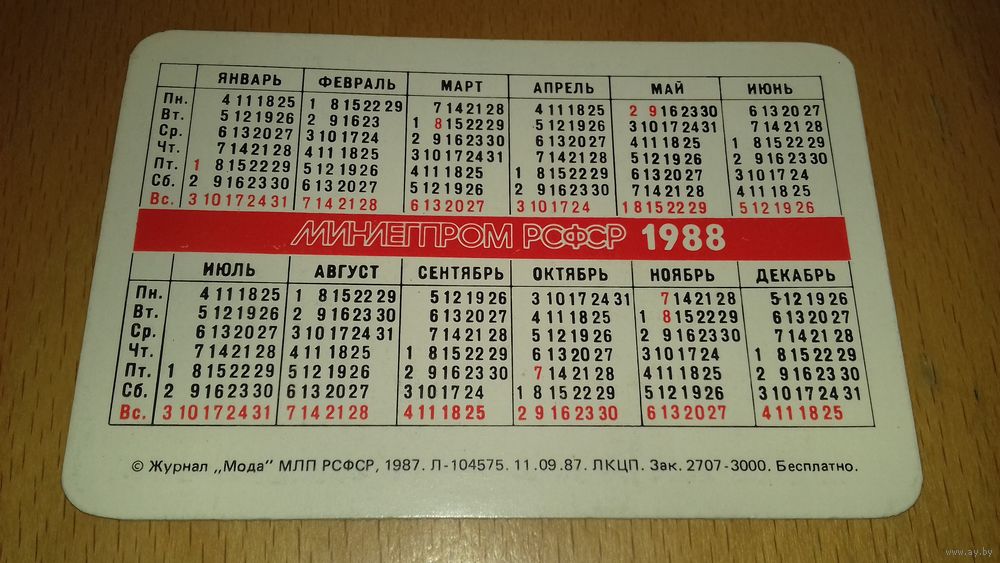 ЯНВАРЬ ФЕВРАЛЬ МАРТ АПРЕЛЬ МАЙ ИЮНЬ
Пн. 4 11 18 25 1 8 15 22 29 7 14 21 28 4 11 18 25 2 9 16 23 30 6 13 20 27
Вт. 5 12 19 26 2 9 16 23 1 8 15 22 29 5 12 19 26 3 10 17 24 31 7 14 21 28
Ср. 6 13 20 27 3 10 17 24 2 9 16 23 30 6 13 20 27 4 11 18 25 1 8 15 22 29
Чт. 7 14 21 28 4 11 18 25 3 10 17 24 31 7 14 21 28 5 12 19 26 2 9 16 23 30
Пт. 1 8 15 22 29 5 12 19 26 4 11 18 25 1 8 15 22 29 6 13 20 27 3 10 17 24
Сб. 2 9 16 23 30 6 13 20 27 5 12 19 26 2 9 16 23 30 7 14 21 28 4 11 18 25
Вс. 3 10 17 24 31 7 14 21 28 6 13 20 27 3 10 17 24 1 8 15 22 29 5 12 19 26
МИНЛЕГПРОМ РСФСР 1988
ИЮЛЬ АВГУСТ СЕНТЯБРЬ ОКТЯБРЬ НОЯБРЬ ДЕКАБРЬ
Пн. 4 11 18 25 1 8 15 22 29 5 12 19 26 3 10 17 24 31 7 14 21 28 5 12 19 26
Вт. 5 12 19 26 2 9 16 23 30 6 13 20 27 4 11 18 25 1 8 15 22 29 6 13 20 27
Ср. 6 13 20 27 3 10 17 24 31 7 14 21 28 5 12 19 26 2 9 16 23 30 7 14 21 28
Чт. 7 14 21 28 4 11 18 25 1 8 15 22 29 6 13 20 27 3 10 17 24 1 8 15 22 29
Пт. 1 8 15 22 29 5 12 19 26 2 9 16 23 30 7 14 21 28 4 11 18 25 2 9 16 23 30
Сб. 2 9 16 23 30 6 13 20 27 3 10 17 24 1 8 15 22 29 5 12 19 26 3 10 17 24 31
Вс. 3 10 17 24 31 7 14 21 28 4 11 18 25 2 9 16 23 30 6 13 20 27 4 11 18 25
© Журнал „Мода" МЛП РСФСР, 1987. Л-104575. 11.09.87. ЛКЦП. Зак. 2707-3000. Бесплатно.
www.ay.by